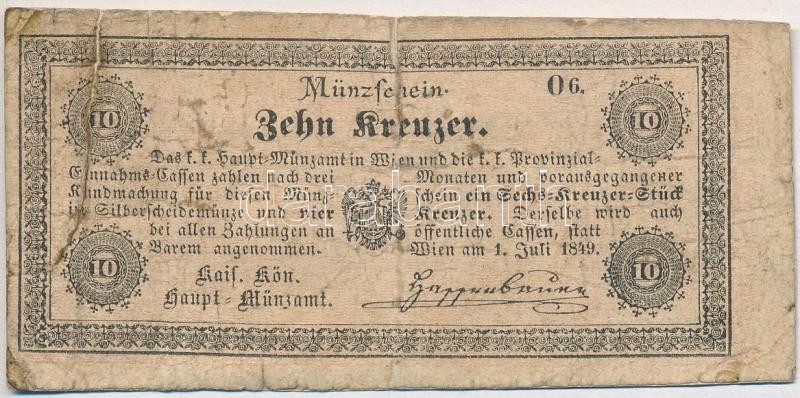 Münzschein.
O 6.
Zehn Kreuzer.
10
10
Das k. k. Haupt-Münzamt in Wien und die k. k. Provinzial-
Einnahms-Cassen zahlen nach drei Monaten und vorausgegangener
Kundmachung für diesen Münzschein ein Sechs-Kreuzer-Stück
in Silberscheidemünze und vier Kreuzer. Derselbe wird auch
bei allen Zahlungen an öffentliche Cassen, statt
Barem angenommen. Wien am 1. Juli 1849.
10
10
Kais. Kön.
Haupt-Münzamt.
Hassenbauer
darabanth